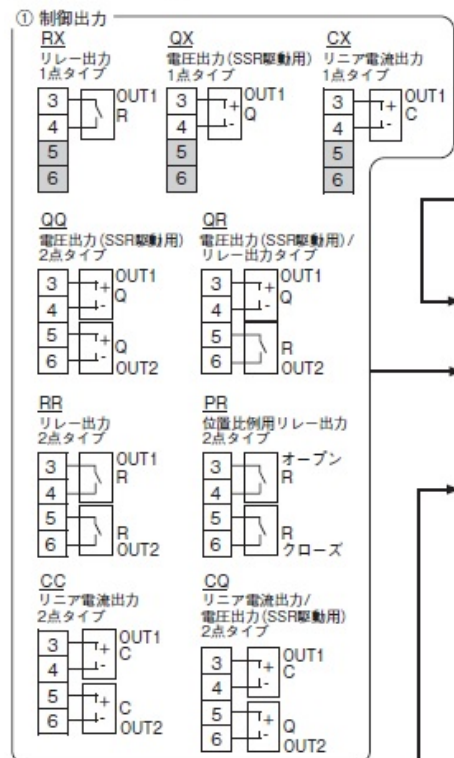 ① 制御出力
RX
リレー出力
1点タイプ
3
4
5
6
OUT1
R
QX
電圧出力(SSR駆動用)
1点タイプ
3
4
5
6
+
-
OUT1
Q
CX
リニア電流出力
1点タイプ
3
4
5
6
+
-
OUT1
C
QQ
電圧出力(SSR駆動用)
2点タイプ
3
4
5
6
+
-
OUT1
Q
+
-
Q
OUT2
QR
電圧出力(SSR駆動用)/
リレー出力タイプ
3
4
5
6
+
-
OUT1
Q
R
OUT2
RR
リレー出力
2点タイプ
3
4
5
6
OUT1
R
R
OUT2
PR
位置比例用リレー出力
2点タイプ
3
4
5
6
オープン
R
R
クローズ
CC
リニア電流出力
2点タイプ
3
4
5
6
+
-
OUT1
C
+
-
C
OUT2
CQ
リニア電流出力/
電圧出力(SSR駆動用)
2点タイプ
3
4
5
6
+
-
OUT1
C
+
-
Q
OUT2